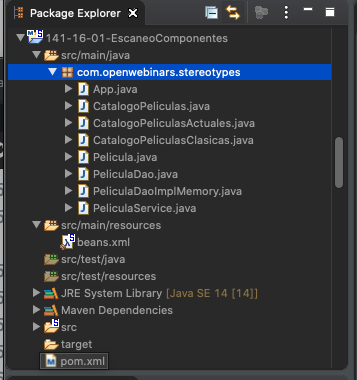 Package Explorer
141-16-01-EscaneoComponentes
src/main/java
com.openwebinars.stereotypes
App.java
CatalogoPeliculas.java
CatalogoPeliculasActuales.java
CatalogoPeliculasClasicas.java
Pelicula.java
PeliculaDao.java
PeliculaDaoImplMemory.java
PeliculaService.java
src/main/resources
beans.xml
src/test/java
src/test/resources
JRE System Library [Java SE 14 [14]]
Maven Dependencies
src
target
pom.xml